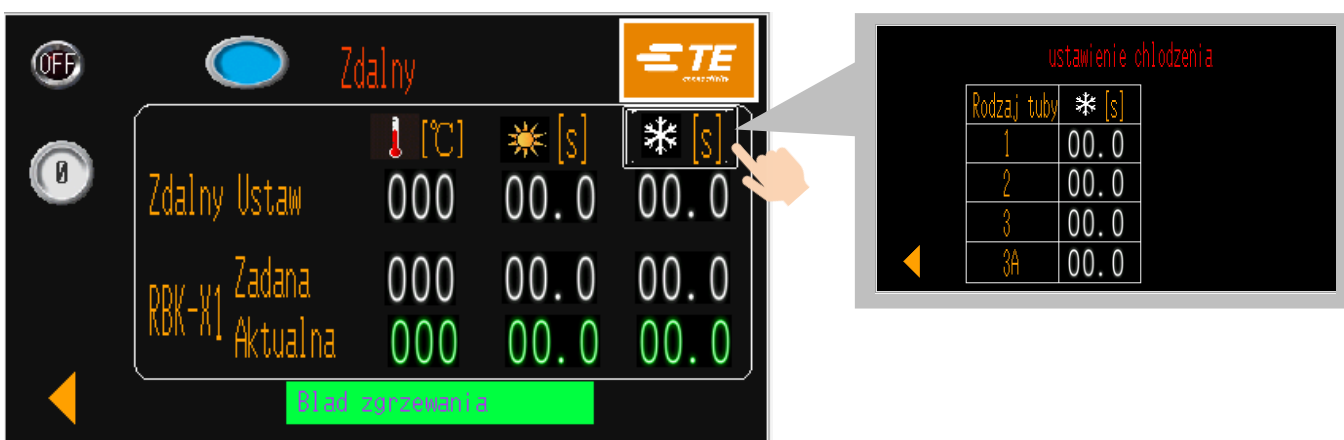 OFF
Zdalny
TE
[℃] [s] [s]
0
Zdalny Ustaw 000 00.0 00.0
RBK-X1
Zadana 000 00.0 00.0
Aktualna 000 00.0 00.0
Blad zgrzewania
ustawienie chlodzenia
Rodzaj tuby [s]
1 00.0
2 00.0
3 00.0
3A 00.0